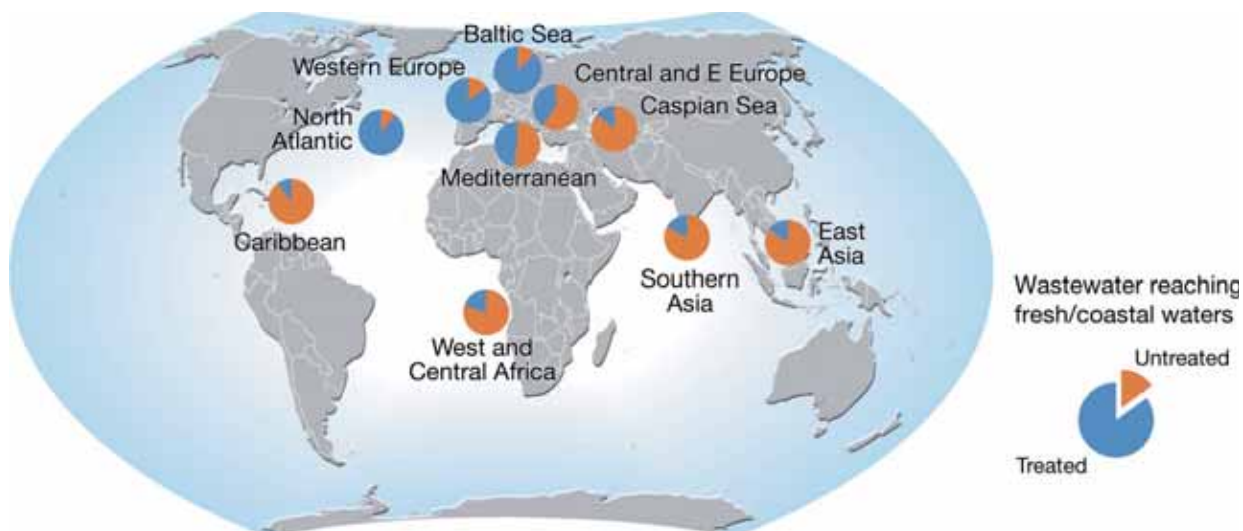 Baltic Sea
Western Europe
Central and E Europe
Caspian Sea
North
Atlantic
Mediterranean
Caribbean
East
Asia
Southern
Asia
West and
Central Africa
Wastewater reaching
fresh/coastal waters
Untreated
Treated